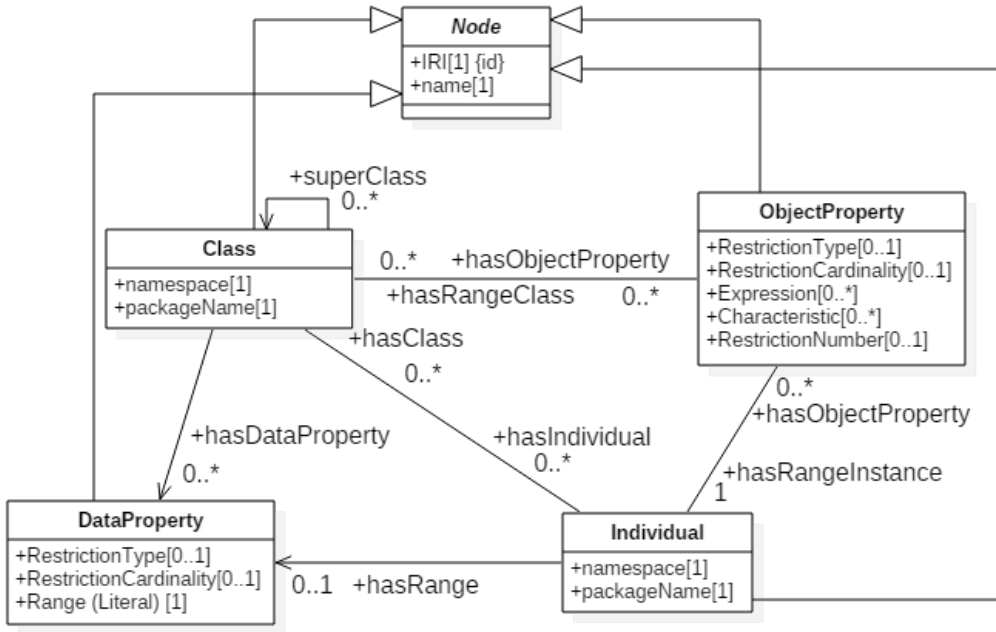 Node
+IRI[1] {id}
+name[1]
+superClass
0..*
Class
+namespace[1]
+packageName[1]
0..*
+hasObjectProperty
+hasRangeClass
0..*
ObjectProperty
+RestrictionType[0..1]
+RestrictionCardinality[0..1]
+Expression[0..*]
+Characteristic[0..*]
+RestrictionNumber[0..1]
+hasClass
0..*
0..*
+hasObjectProperty
+hasDataProperty
0..*
+hasIndividual
0..*
+hasRangeInstance
1
DataProperty
+RestrictionType[0..1]
+RestrictionCardinality[0..1]
+Range (Literal) [1]
0..1
+hasRange
Individual
+namespace[1]
+packageName[1]